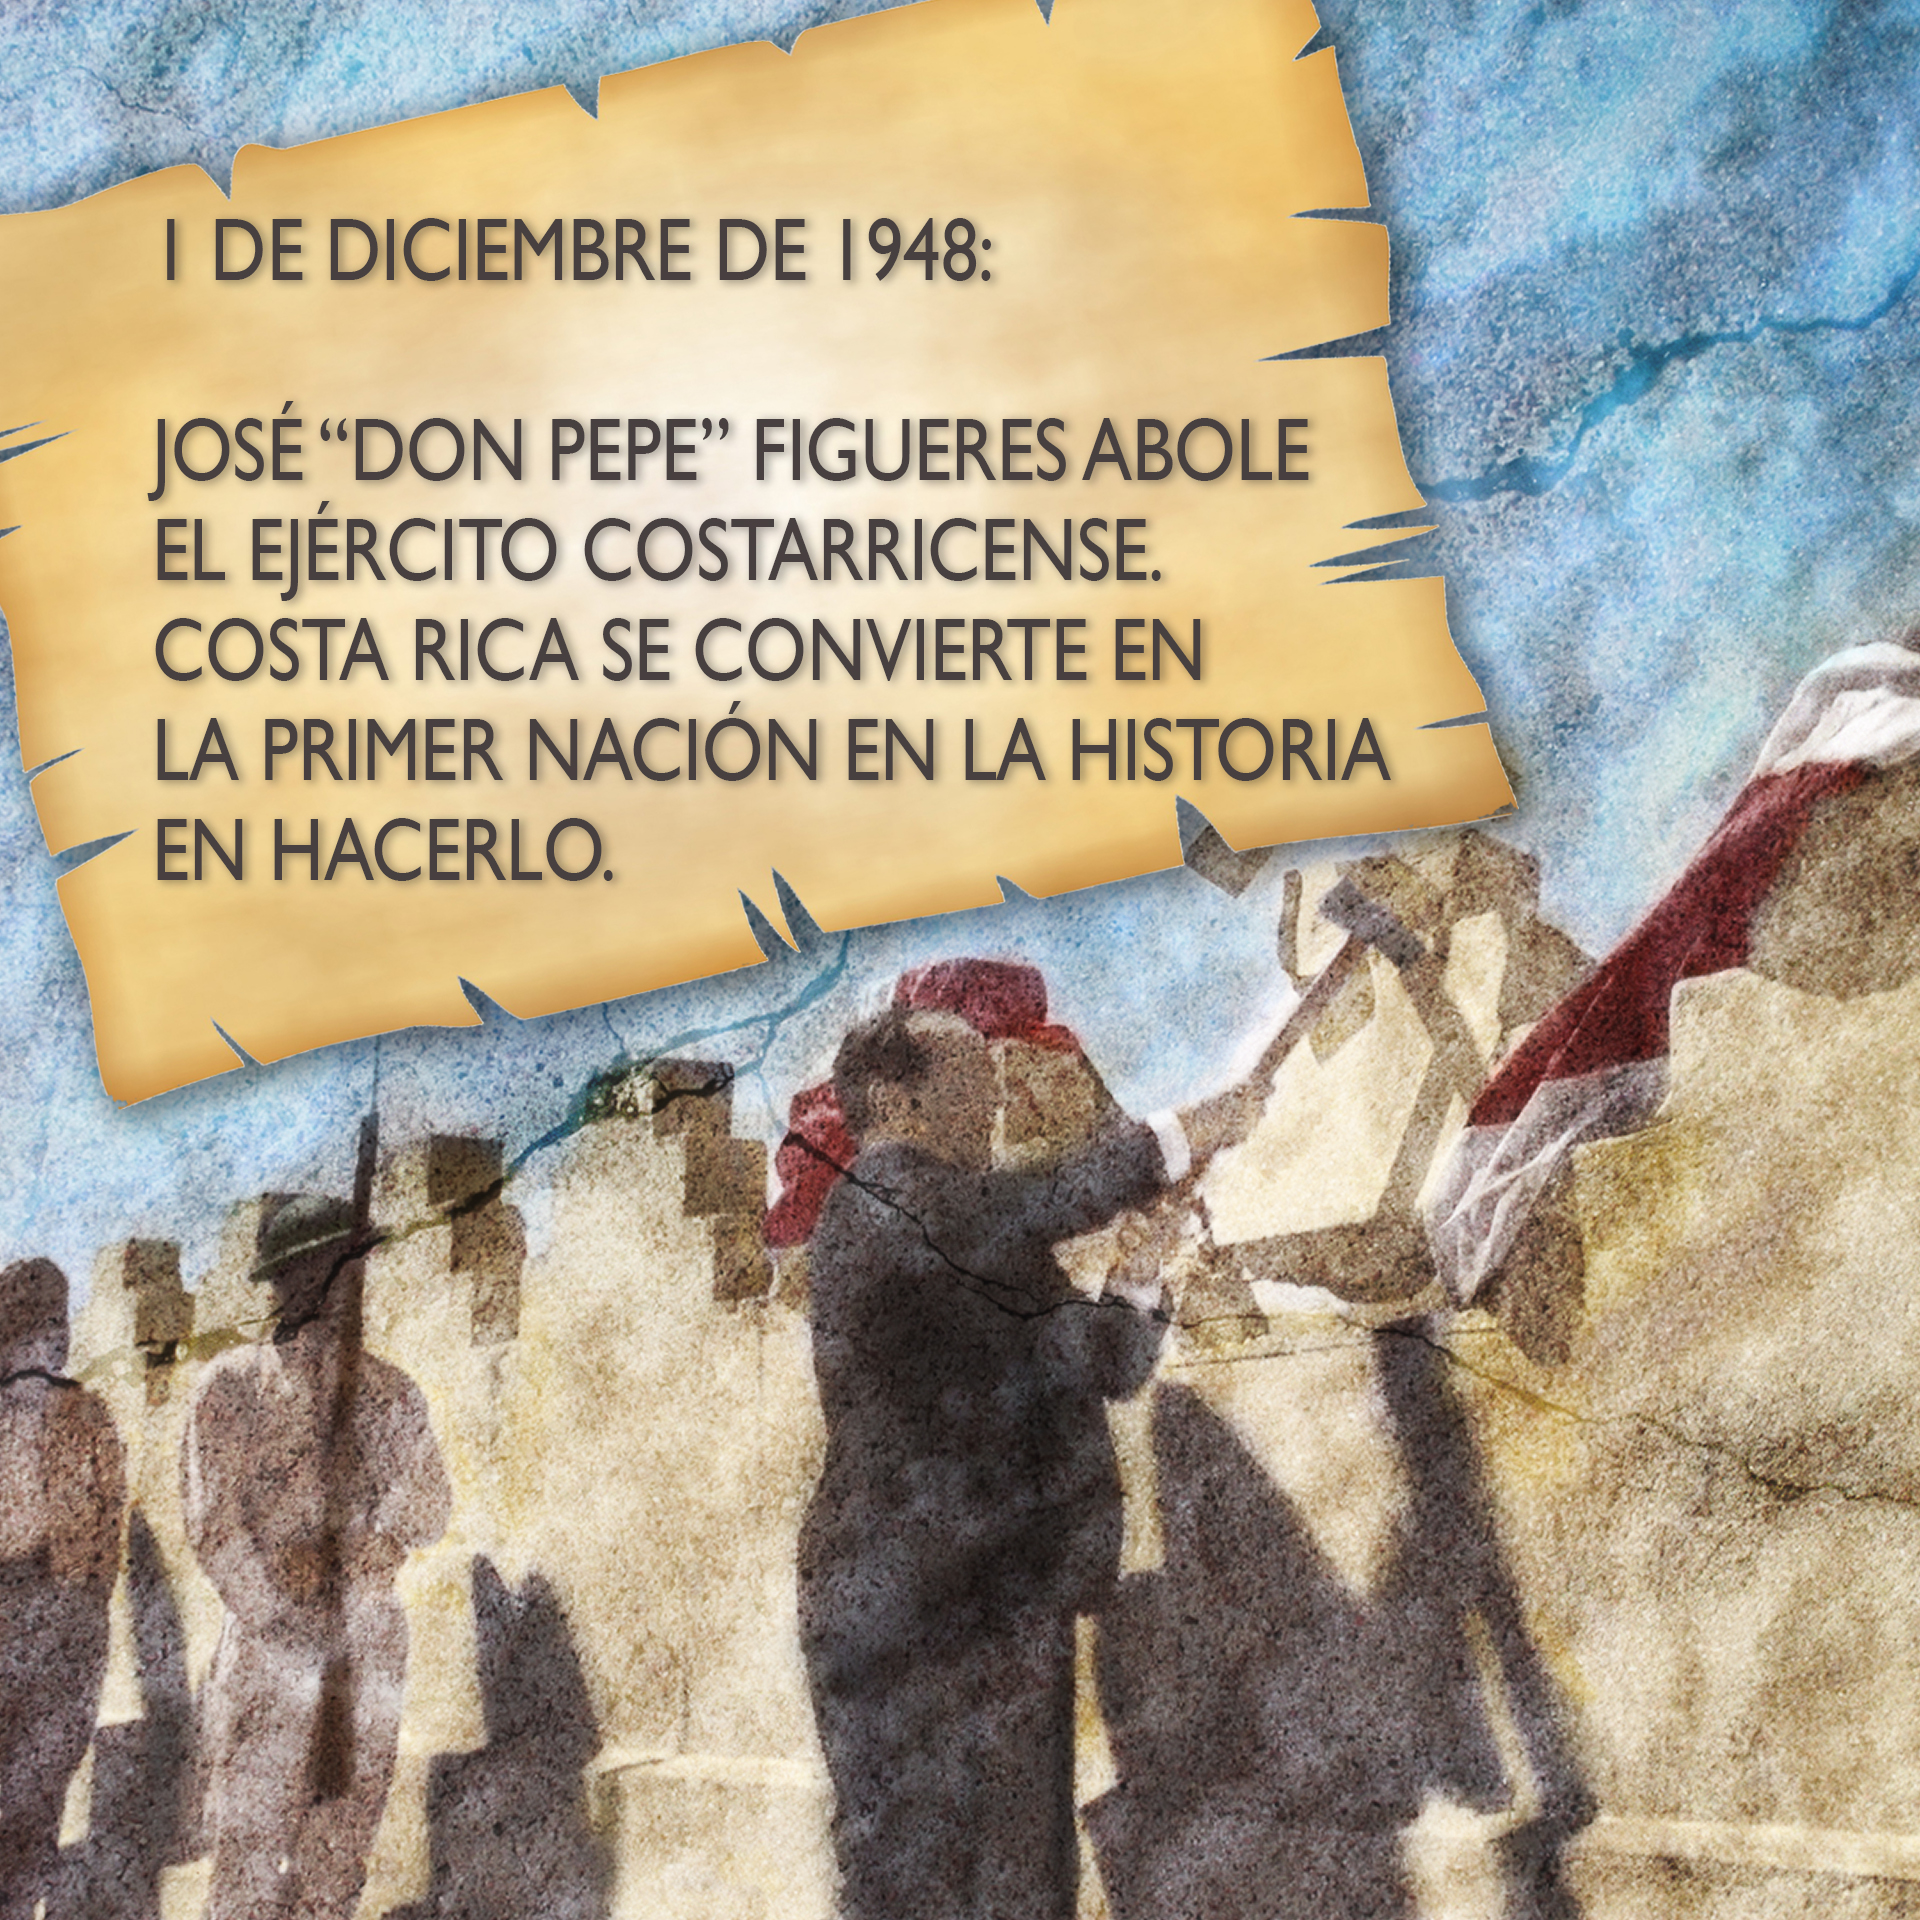 1 DE DICIEMBRE DE 1948:
JOSÉ “DON PEPE” FIGUERES ABOLE
EL EJÉRCITO COSTARRICENSE.
COSTA RICA SE CONVIERTE EN
LA PRIMER NACIÓN EN LA HISTORIA
EN HACERLO.